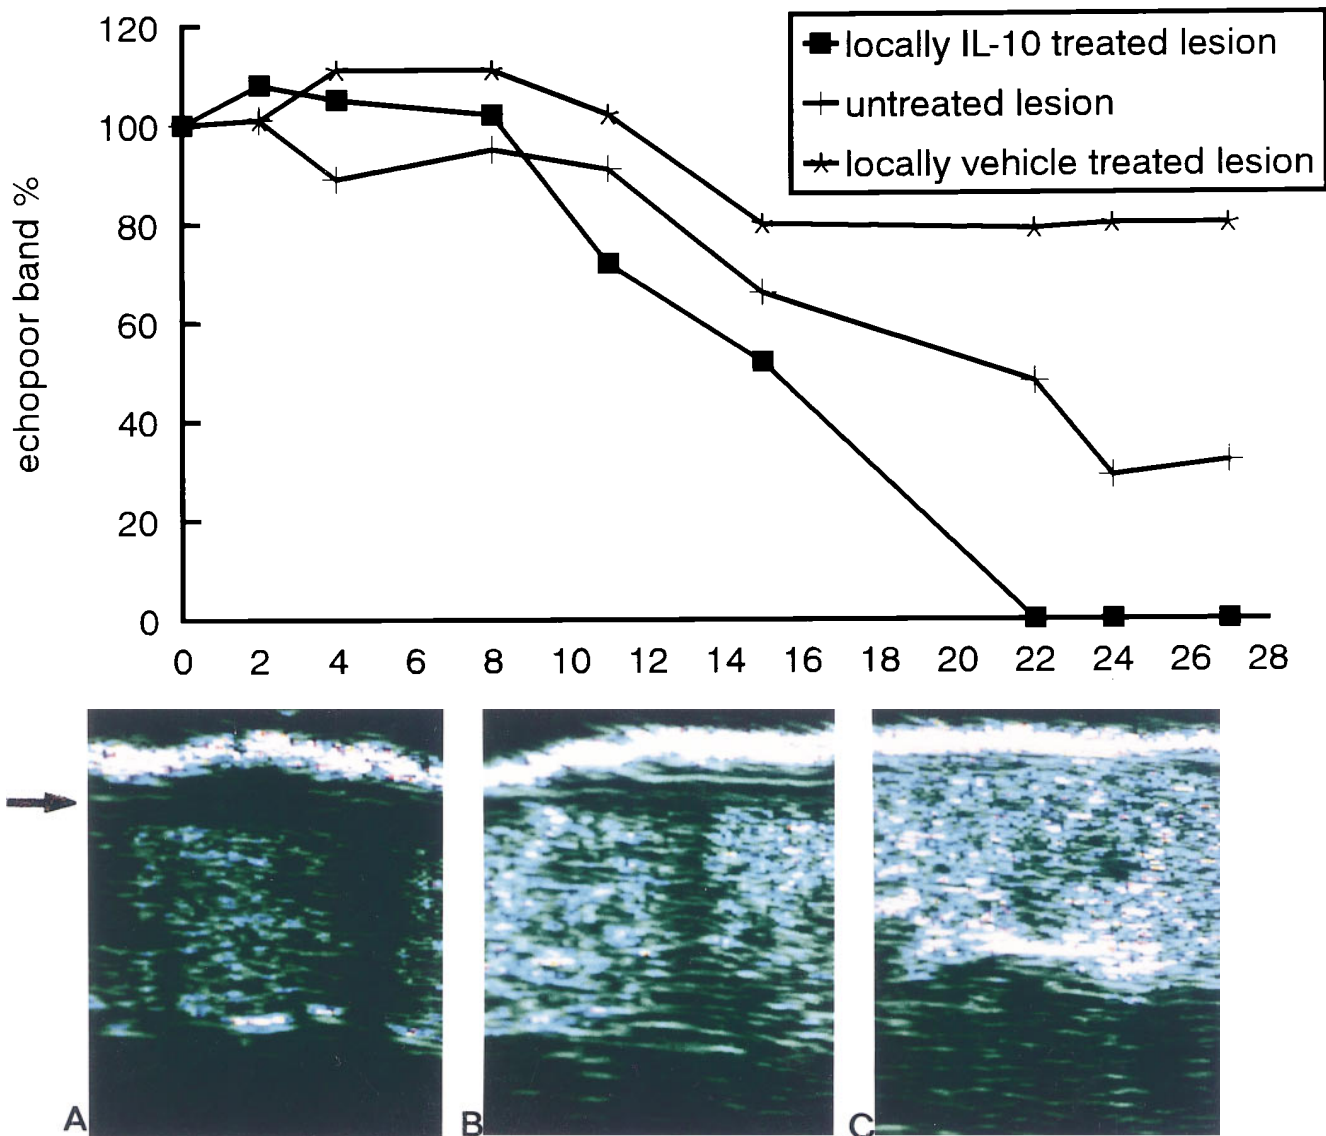 120
100
80
60
40
20
0
echopoor band %
locally IL-10 treated lesion
untreated lesion
locally vehicle treated lesion
0 2 4 6 8 10 12 14 16 18 20 22 24 26 28
A
B
C